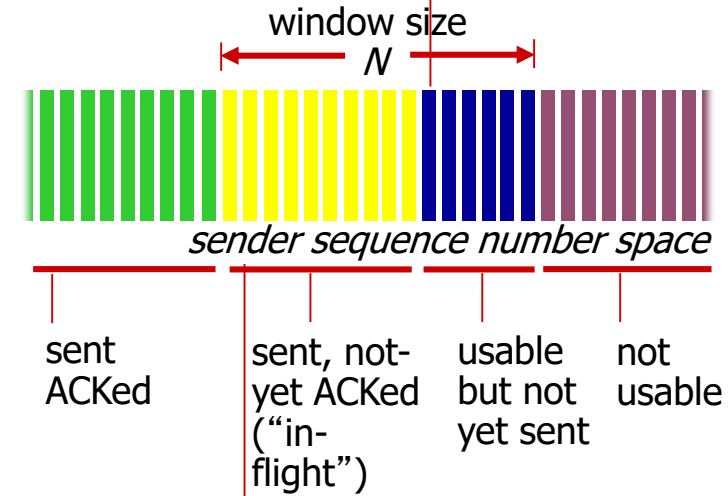 window size
N
sender sequence number space
sent
ACKed
sent, not-
yet ACKed
(“in-
flight”)
usable
but not
yet sent
not
usable